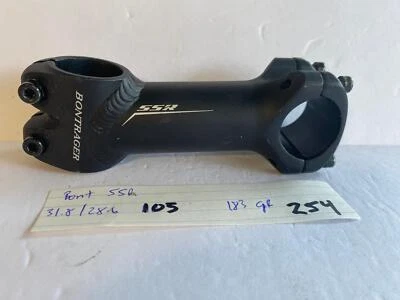 BONTRAGER
SSR
Bont SSR
31.8/28.6 105 183 gr 254